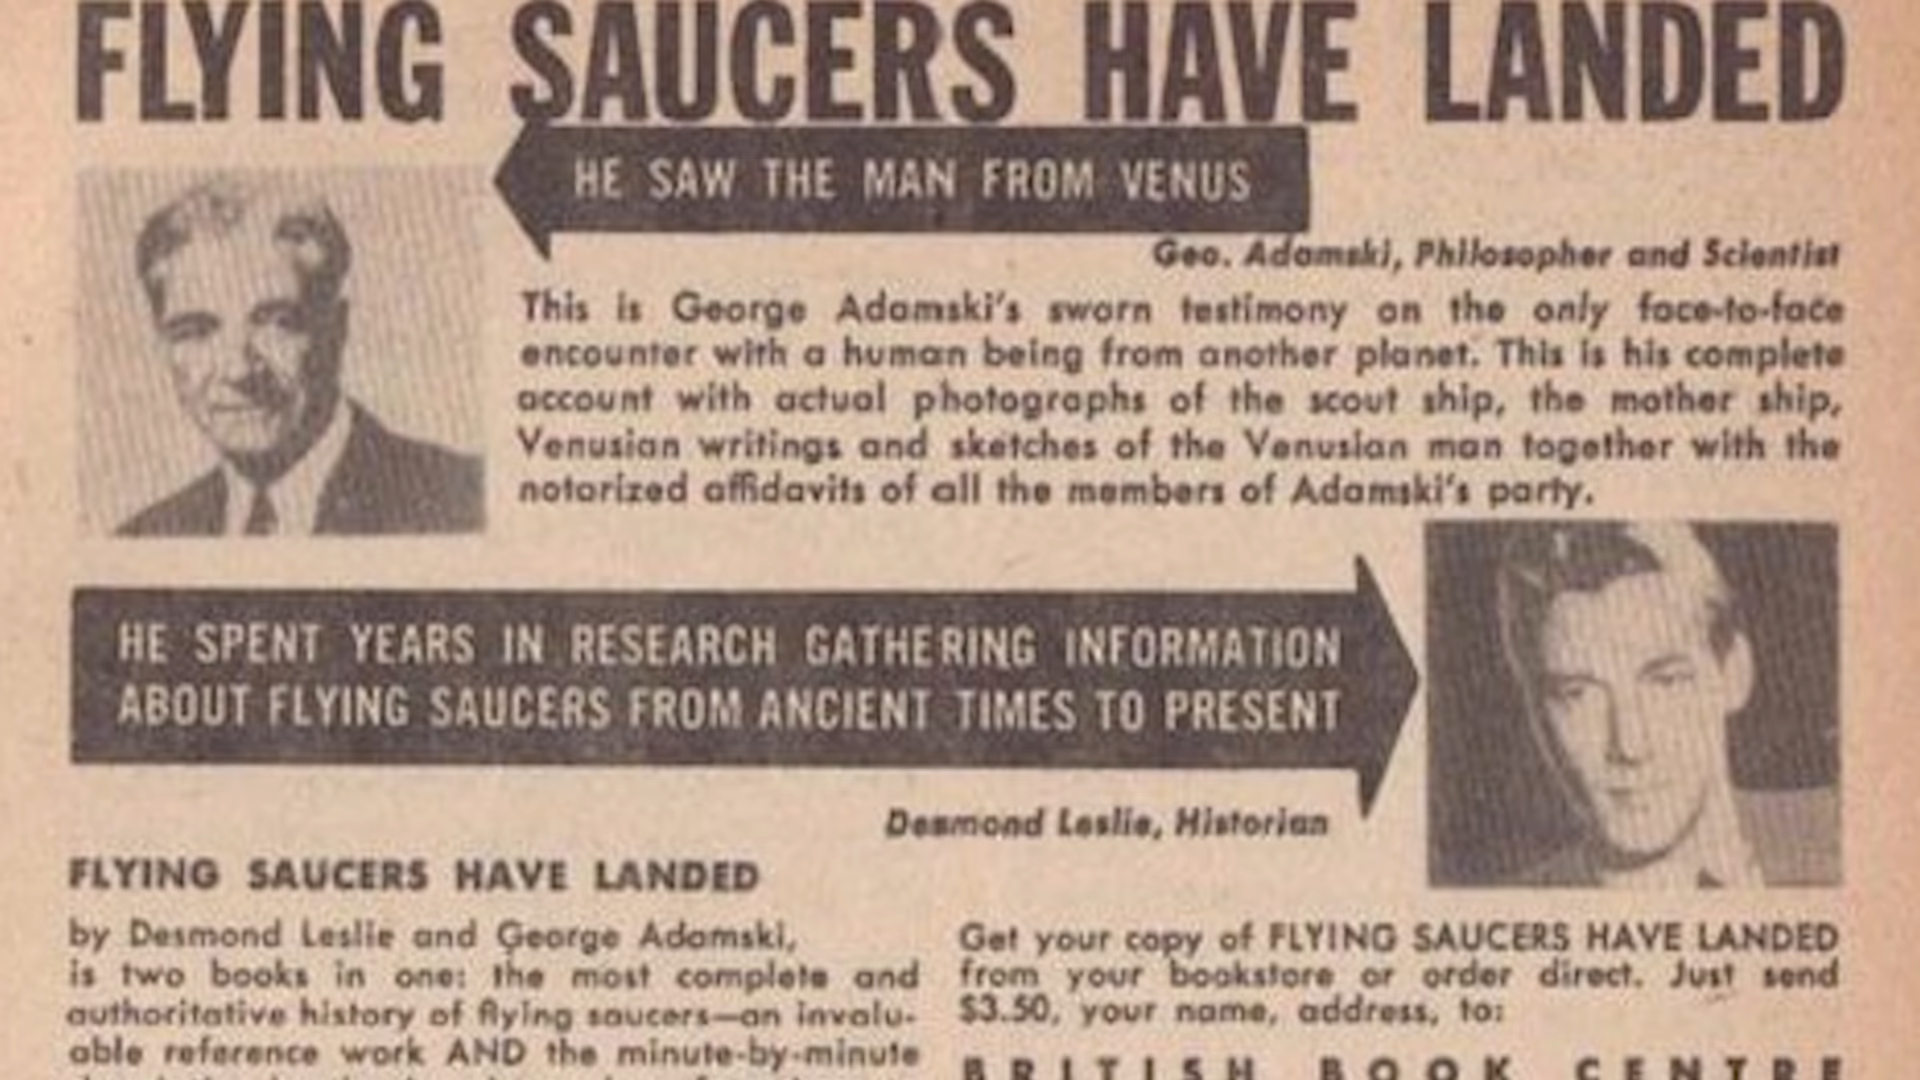 FLYING SAUCERS HAVE LANDED
HE SAW THE MAN FROM VENUS
Geo. Adamski, Philosopher and Scientist
This is George Adamski's sworn testimony on the only face-to-face
encounter with a human being from another planet. This is his complete
account with actual photographs of the scout ship, the mother ship,
Venusian writings and sketches of the Venusian man together with the
notarized affidavits of all the members of Adamski's party.
HE SPENT YEARS IN RESEARCH GATHERING INFORMATION
ABOUT FLYING SAUCERS FROM ANCIENT TIMES TO PRESENT
Desmond Leslie, Historian
FLYING SAUCERS HAVE LANDED
by Desmond Leslie and George Adamski,
is two books in one: the most complete and
authoritative history of flying saucers—an invalu-
able reference work AND the minute-by-minute
Get your copy of FLYING SAUCERS HAVE LANDED
from your bookstore or order direct. Just send
$3.50, your name, address, to:
BRITISH BOOK CENTRE